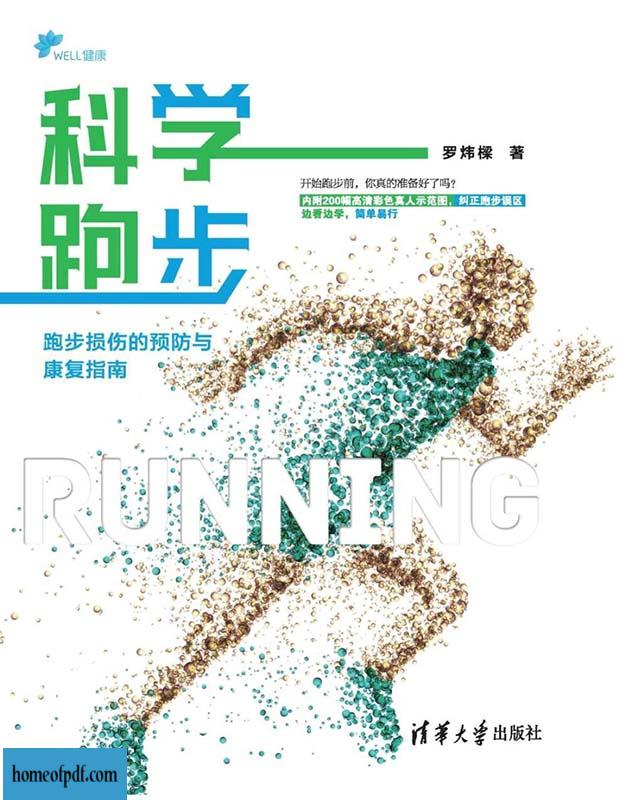 WELL健康
科学
跑步
罗炜樑 著
开始跑步前，你真的准备好了吗？
内附200幅高清彩色真人示范图，纠正跑步误区
边看边学，简单易行
跑步损伤的预防与
康复指南
RUNNING
清华大学出版社
homeofpdf.com